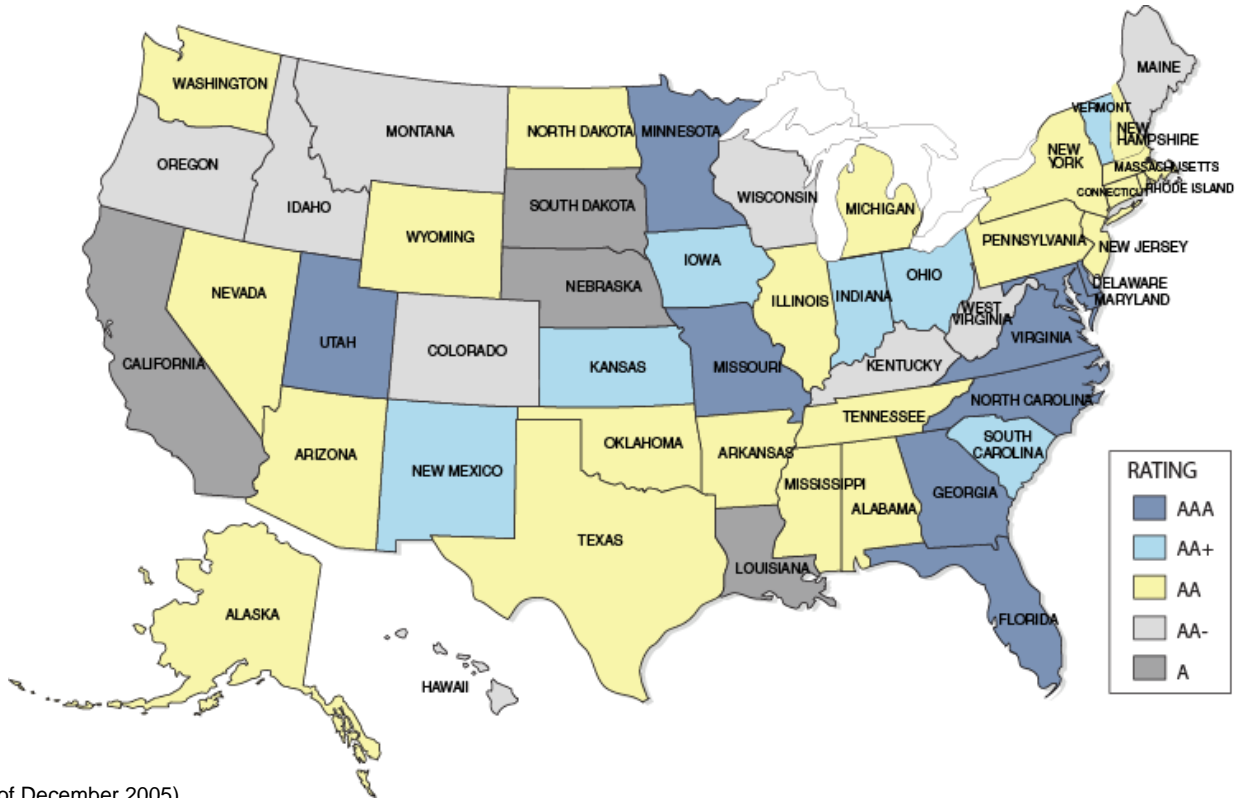 MAINE
WASHINGTON
VERMONT
MONTANA
NORTH DAKOTA
MINNESOTA
NEW
HAMPSHIRE
OREGON
NEW
YORK
MASSACHUSETTS
WISCONSIN
CONNECTICUT
RHODE ISLAND
IDAHO
SOUTH DAKOTA
MICHIGAN
WYOMING
PENNSYLVANIA
NEW JERSEY
IOWA
OHIO
NEVADA
NEBRASKA
ILLINOIS
INDIANA
DELAWARE
MARYLAND
WEST
VIRGINIA
UTAH
COLORADO
VIRGINIA
CALIFORNIA
KANSAS
MISSOURI
KENTUCKY
NORTH CAROLINA
TENNESSEE
OKLAHOMA
SOUTH
CAROLINA
ARIZONA
NEW MEXICO
ARKANSAS
MISSISSIPPI
GEORGIA
ALABAMA
TEXAS
LOUISIANA
ALASKA
FLORIDA
HAWAII
RATING
AAA
AA+
AA
AA-
A
of December 2005)